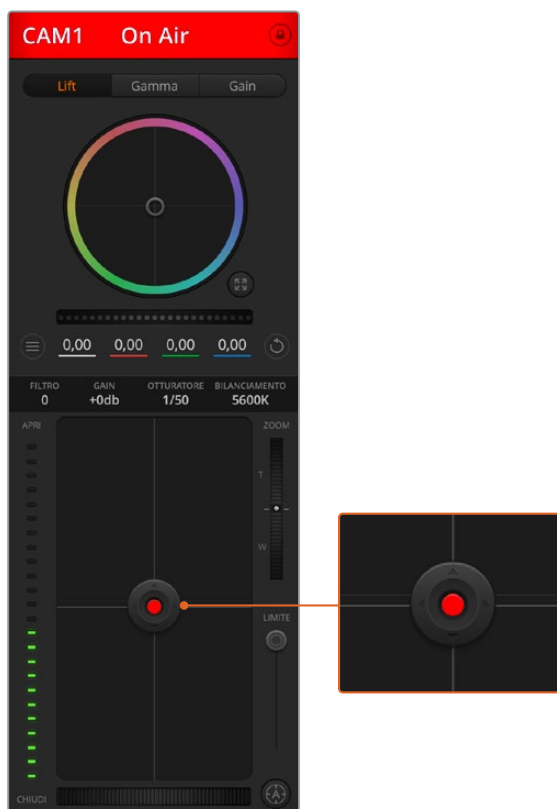 CAM1 On Air
Lift Gamma Gain
0,00 0,00 0,00 0,00
FILTRO GAIN OTTURATORE BILANCIAMENTO
0 +0db 1/50 5600K
APRI ZOOM
T
W
LIMITE
CHIUDI A